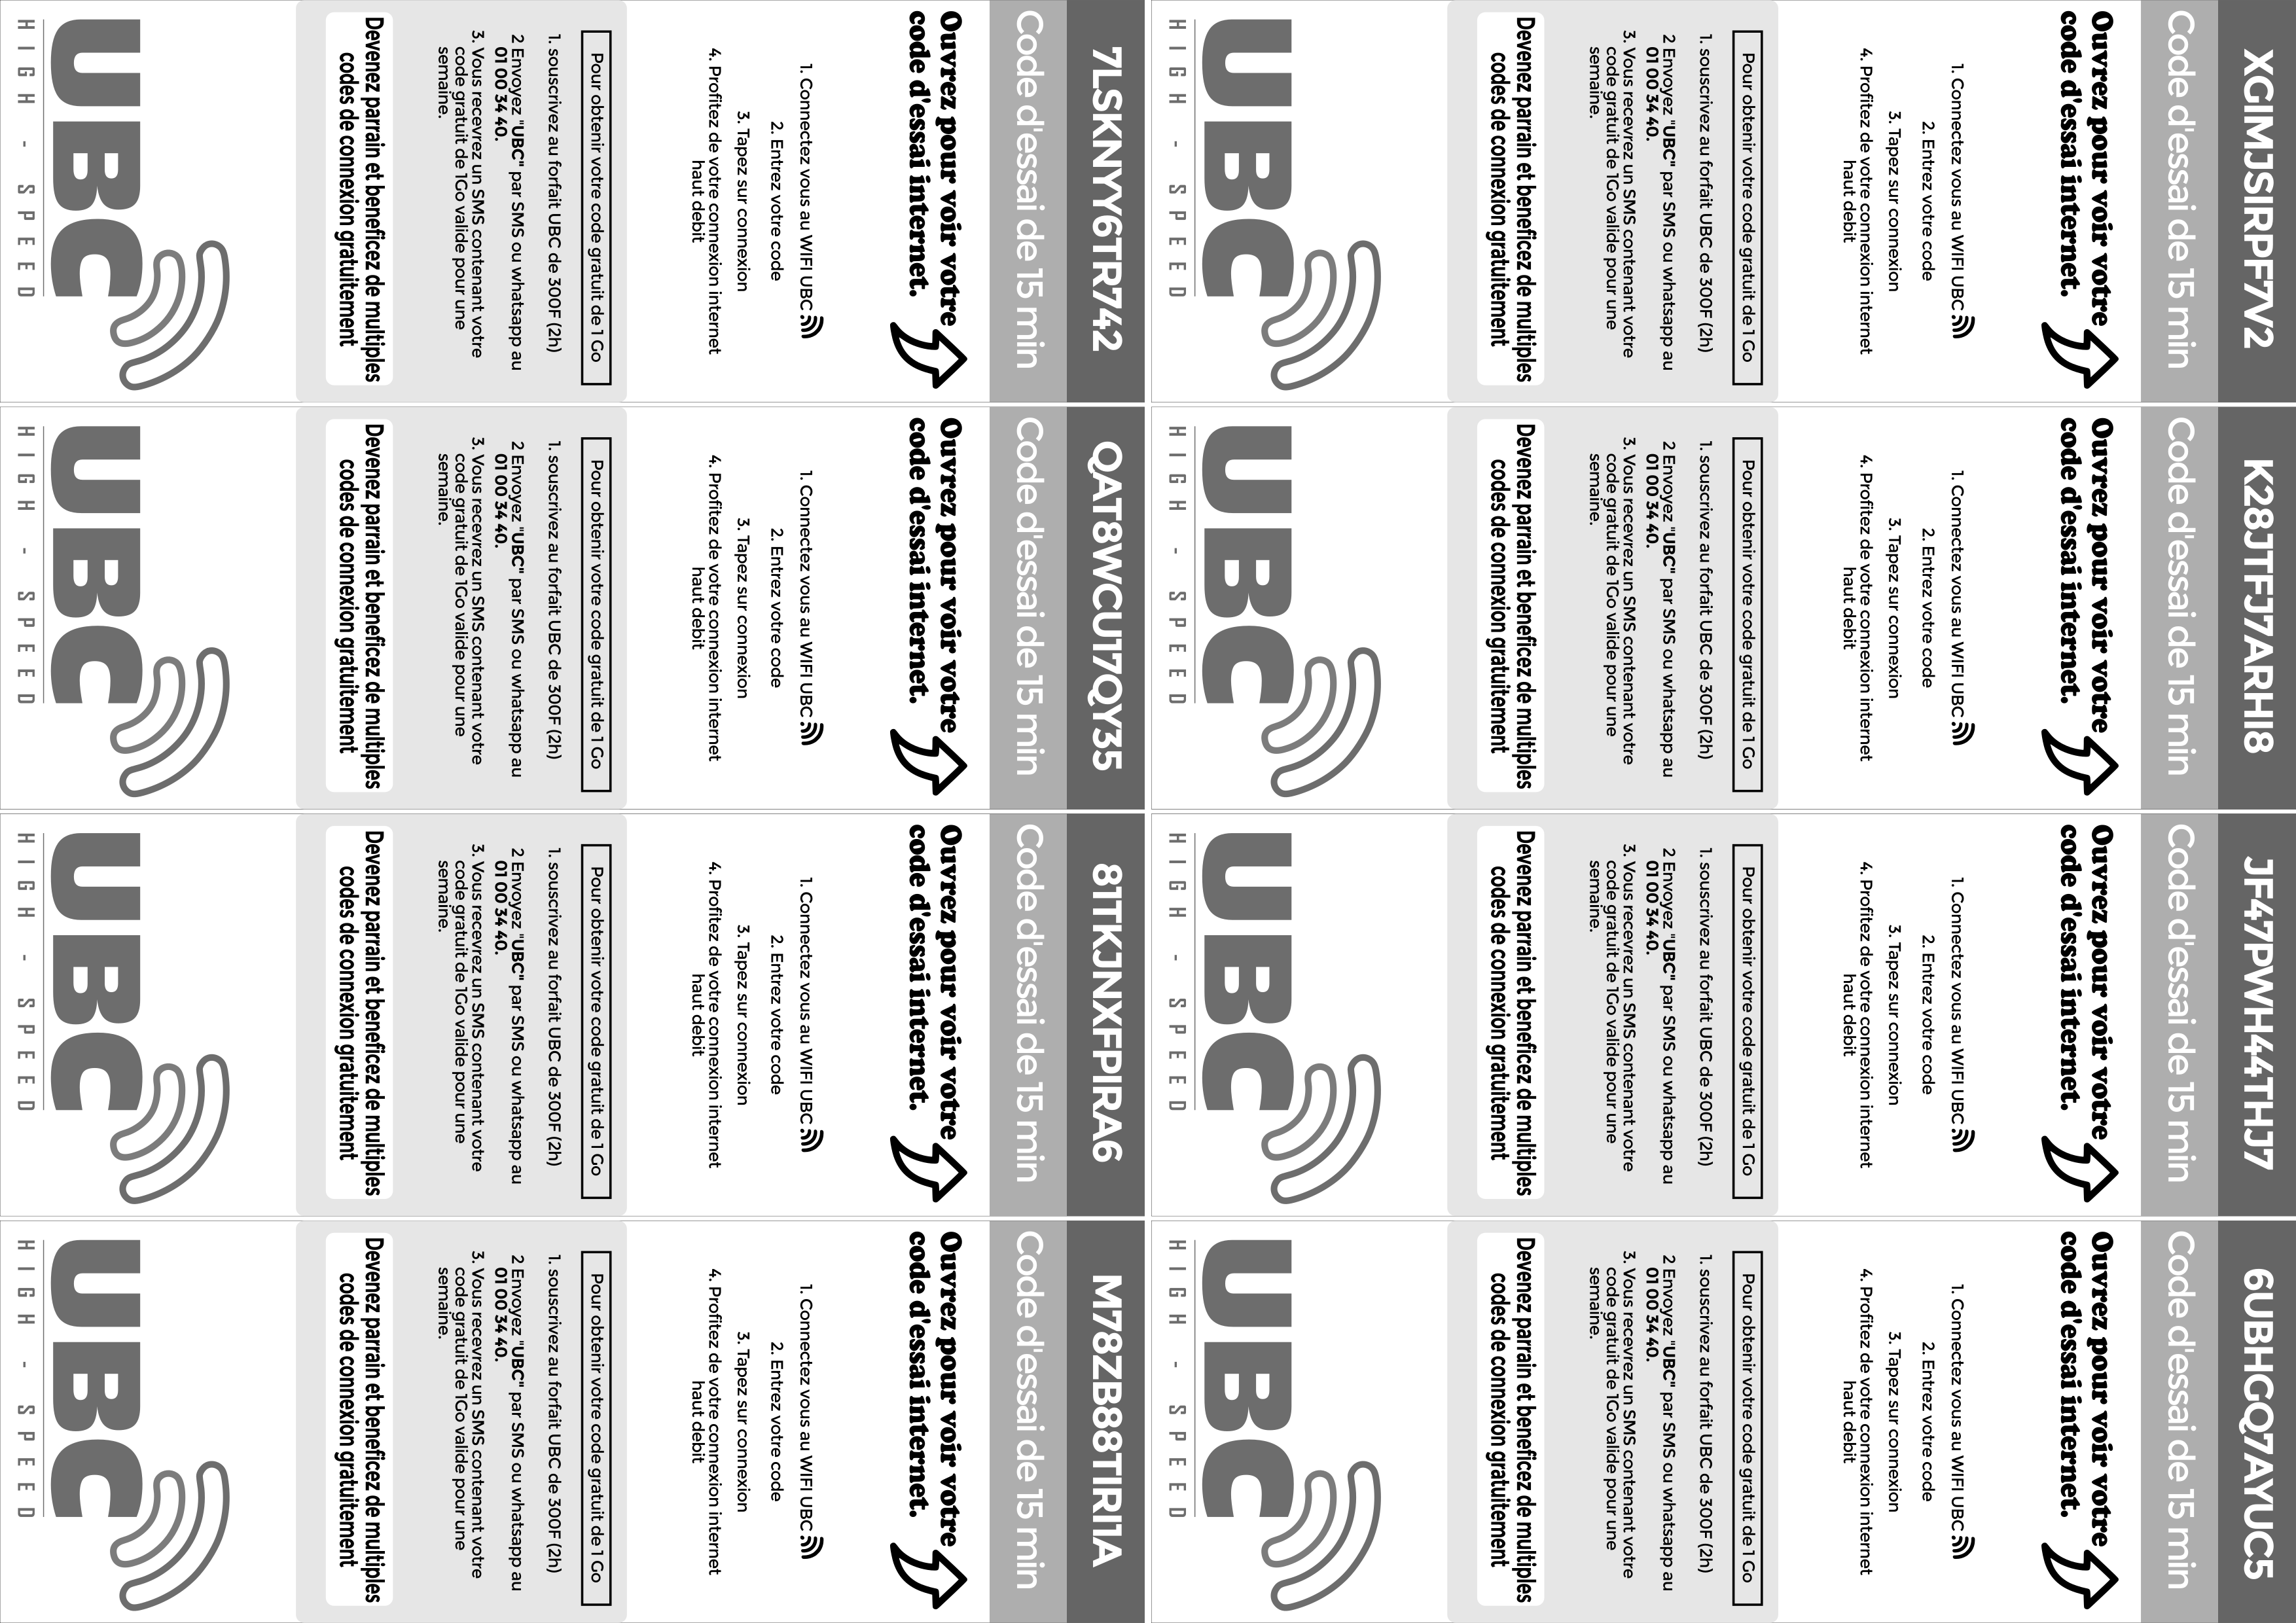 7LSKNYY6TR742
Code d'essai de 15 min
Ouvrez pour voir votre
code d'essai internet.
1. Connectez vous au WIFI UBC
2. Entrez votre code
3. Tapez sur connexion
4. Profitez de votre connexion internet
haut debit
Pour obtenir votre code gratuit de 1 Go
1. souscrivez au forfait UBC de 300F (2h)
2 Envoyez "UBC" par SMS ou whatsapp au
01 00 34 40.
3. Vous recevrez un SMS contenant votre
code gratuit de 1Go valide pour une
semaine.
Devenez parrain et beneficez de multiples
codes de connexion gratuitement
UBC
HIGH - SPEED
XGIMJSIRPF7V2
Code d'essai de 15 min
Ouvrez pour voir votre
code d'essai internet.
1. Connectez vous au WIFI UBC
2. Entrez votre code
3. Tapez sur connexion
4. Profitez de votre connexion internet
haut debit
Pour obtenir votre code gratuit de 1 Go
1. souscrivez au forfait UBC de 300F (2h)
2 Envoyez "UBC" par SMS ou whatsapp au
01 00 34 40.
3. Vous recevrez un SMS contenant votre
code gratuit de 1Go valide pour une
semaine.
Devenez parrain et beneficez de multiples
codes de connexion gratuitement
UBC
HIGH - SPEED
QAT8WCU17QY35
Code d'essai de 15 min
Ouvrez pour voir votre
code d'essai internet.
1. Connectez vous au WIFI UBC
2. Entrez votre code
3. Tapez sur connexion
4. Profitez de votre connexion internet
haut debit
Pour obtenir votre code gratuit de 1 Go
1. souscrivez au forfait UBC de 300F (2h)
2 Envoyez "UBC" par SMS ou whatsapp au
01 00 34 40.
3. Vous recevrez un SMS contenant votre
code gratuit de 1Go valide pour une
semaine.
Devenez parrain et beneficez de multiples
codes de connexion gratuitement
UBC
HIGH - SPEED
K28JTFJ7ARHI8
Code d'essai de 15 min
Ouvrez pour voir votre
code d'essai internet.
1. Connectez vous au WIFI UBC
2. Entrez votre code
3. Tapez sur connexion
4. Profitez de votre connexion internet
haut debit
Pour obtenir votre code gratuit de 1 Go
1. souscrivez au forfait UBC de 300F (2h)
2 Envoyez "UBC" par SMS ou whatsapp au
01 00 34 40.
3. Vous recevrez un SMS contenant votre
code gratuit de 1Go valide pour une
semaine.
Devenez parrain et beneficez de multiples
codes de connexion gratuitement
UBC
HIGH - SPEED
81TKJNXFPIRA6
Code d'essai de 15 min
Ouvrez pour voir votre
code d'essai internet.
1. Connectez vous au WIFI UBC
2. Entrez votre code
3. Tapez sur connexion
4. Profitez de votre connexion internet
haut debit
Pour obtenir votre code gratuit de 1 Go
1. souscrivez au forfait UBC de 300F (2h)
2 Envoyez "UBC" par SMS ou whatsapp au
01 00 34 40.
3. Vous recevrez un SMS contenant votre
code gratuit de 1Go valide pour une
semaine.
Devenez parrain et beneficez de multiples
codes de connexion gratuitement
UBC
HIGH - SPEED
JF47PWH44THJ7
Code d'essai de 15 min
Ouvrez pour voir votre
code d'essai internet.
1. Connectez vous au WIFI UBC
2. Entrez votre code
3. Tapez sur connexion
4. Profitez de votre connexion internet
haut debit
Pour obtenir votre code gratuit de 1 Go
1. souscrivez au forfait UBC de 300F (2h)
2 Envoyez "UBC" par SMS ou whatsapp au
01 00 34 40.
3. Vous recevrez un SMS contenant votre
code gratuit de 1Go valide pour une
semaine.
Devenez parrain et beneficez de multiples
codes de connexion gratuitement
UBC
HIGH - SPEED
M78ZB88TIRI1A
Code d'essai de 15 min
Ouvrez pour voir votre
code d'essai internet.
1. Connectez vous au WIFI UBC
2. Entrez votre code
3. Tapez sur connexion
4. Profitez de votre connexion internet
haut debit
Pour obtenir votre code gratuit de 1 Go
1. souscrivez au forfait UBC de 300F (2h)
2 Envoyez "UBC" par SMS ou whatsapp au
01 00 34 40.
3. Vous recevrez un SMS contenant votre
code gratuit de 1Go valide pour une
semaine.
Devenez parrain et beneficez de multiples
codes de connexion gratuitement
UBC
HIGH - SPEED
6UBHGQ7AYUC5
Code d'essai de 15 min
Ouvrez pour voir votre
code d'essai internet.
1. Connectez vous au WIFI UBC
2. Entrez votre code
3. Tapez sur connexion
4. Profitez de votre connexion internet
haut debit
Pour obtenir votre code gratuit de 1 Go
1. souscrivez au forfait UBC de 300F (2h)
2 Envoyez "UBC" par SMS ou whatsapp au
01 00 34 40.
3. Vous recevrez un SMS contenant votre
code gratuit de 1Go valide pour une
semaine.
Devenez parrain et beneficez de multiples
codes de connexion gratuitement
UBC
HIGH - SPEED